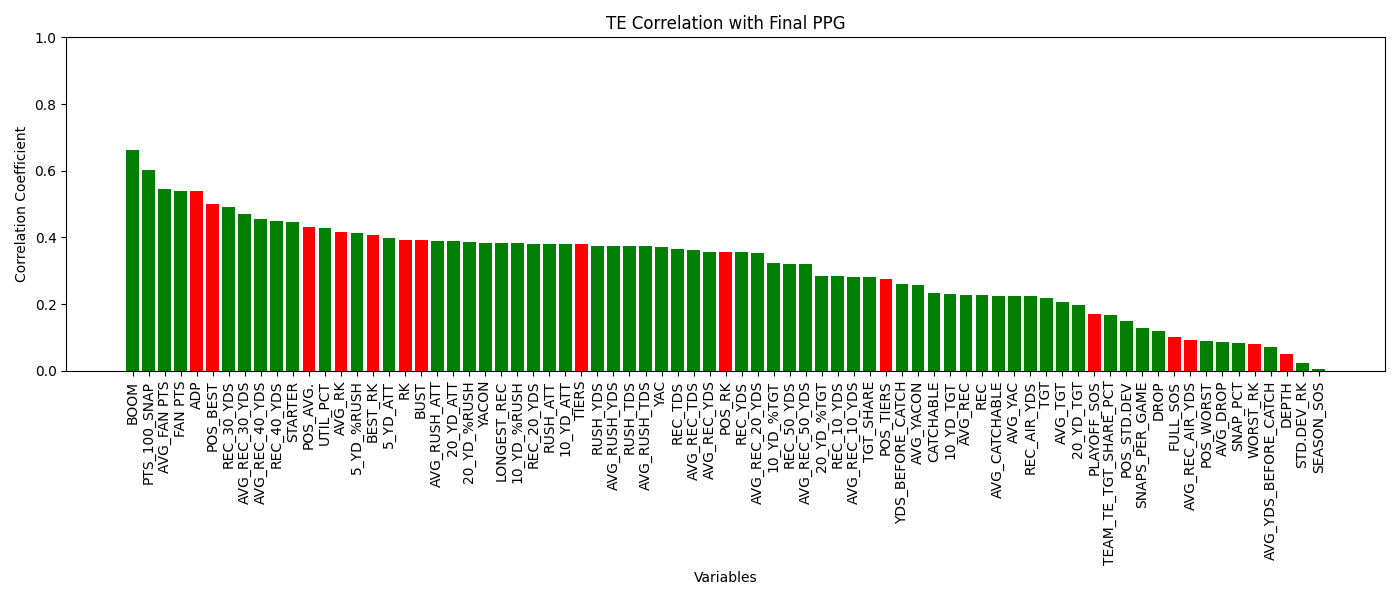 TE Correlation with Final PPG
1.0
0.8
0.6
0.4
0.2
0.0
Correlation Coefficient
BOOM
PTS_100_SNAP
AVG_FAN PTS
FAN PTS
ADP
POS_BEST
REC_30_YDS
AVG_REC_30_YDS
AVG_REC_40_YDS
REC_40_YDS
STARTER
POS_AVG.
UTIL_PCT
AVG_RK
5_YD_%RUSH
BEST_RK
5_YD_ATT
RK
BUST
AVG_RUSH_ATT
20_YD_ATT
20_YD_%RUSH
YACON
LONGEST_REC
10_YD_%RUSH
REC_20_YDS
RUSH_ATT
10_YD_ATT
TIERS
RUSH_YDS
AVG_RUSH_YDS
RUSH_TDS
AVG_RUSH_TDS
YAC
REC_TDS
AVG_REC_TDS
AVG_REC_YDS
POS_RK
REC_YDS
AVG_REC_20_YDS
10_YD_%TGT
REC_50_YDS
AVG_REC_50_YDS
20_YD_%TGT
REC_10_YDS
AVG_REC_10_YDS
TGT_SHARE
POS_TIERS
YDS_BEFORE_CATCH
AVG_YACON
CATCHABLE
10_YD_TGT
AVG_REC
REC
AVG_CATCHABLE
AVG_YAC
REC_AIR_YDS
TGT
AVG_TGT
20_YD_TGT
PLAYOFF_SOS
TEAM_TE_TGT_SHARE_PCT
POS_STD.DEV
SNAPS_PER_GAME
DROP
FULL_SOS
AVG_REC_AIR_YDS
POS_WORST
AVG_DROP
SNAP_PCT
WORST_RK
AVG_YDS_BEFORE_CATCH
DEPTH
STD.DEV_RK
SEASON_SOS
Variables